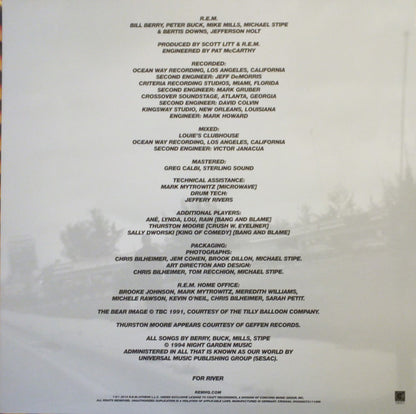 R.E.M.
BILL BERRY, PETER BUCK, MIKE MILLS, MICHAEL STIPE
& BERTIS DOWNS, JEFFERSON HOLT
PRODUCED BY SCOTT LITT & R.E.M.
ENGINEERED BY PAT McCARTHY
RECORDED:
OCEAN WAY RECORDING, LOS ANGELES, CALIFORNIA
SECOND ENGINEER: JEFF DeMORRIS
CRITERIA RECORDING STUDIOS, MIAMI, FLORIDA
SECOND ENGINEER: MARK GRUBER
CROSSOVER SOUNDSTAGE, ATLANTA, GEORGIA
SECOND ENGINEER: DAVID COLVIN
KINGSWAY STUDIO, NEW ORLEANS, LOUISIANA
ENGINEER: MARK HOWARD
MIXED:
LOUIE'S CLUBHOUSE
OCEAN WAY RECORDING, LOS ANGELES, CALIFORNIA
SECOND ENGINEER: VICTOR JANACUA
MASTERED:
GREG CALBI, STERLING SOUND
TECHNICAL ASSISTANCE:
MARK MYTROWITZ [MICROWAVE]
DRUM TECH:
JEFFERY RIVERS
ADDITIONAL PLAYERS:
ANÉ, LYNDA, LOU, RAIN [BANG AND BLAME]
THURSTON MOORE [CRUSH W. EYELINER]
SALLY DWORSKI [KING OF COMEDY] [BANG AND BLAME]
PACKAGING:
PHOTOGRAPHS:
CHRIS BILHEIMER, JEM COHEN, BROOK DILLON, MICHAEL STIPE.
ART DIRECTION AND DESIGN:
CHRIS BILHEIMER, TOM RECCHION, MICHAEL STIPE.
R.E.M. HOME OFFICE:
BROOKE JOHNSON, MARK MYTROWITZ, MEREDITH WILLIAMS,
MICHELE RAWSON, KEVIN O'NEIL, CHRIS BILHEIMER, SARAH PETIT.
THE BEAR IMAGE © TBC 1991, COURTESY OF THE TILLY BALLOON COMPANY.
THURSTON MOORE APPEARS COURTESY OF GEFFEN RECORDS.
ALL SONGS BY BERRY, BUCK, MILLS, STIPE
© 1994 NIGHT GARDEN MUSIC
ADMINISTERED IN ALL THAT IS KNOWN AS OUR WORLD BY
UNIVERSAL MUSIC PUBLISHING GROUP (SESAC).
FOR RIVER
REMHQ.COM